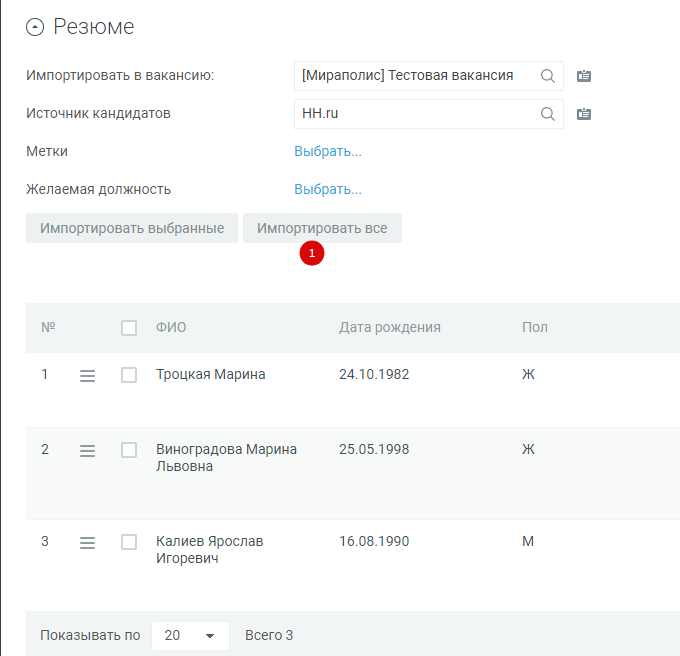 Резюме
Импортировать в вакансию: [Мираполис] Тестовая вакансия
Источник кандидатов HH.ru
Метки Выбрать...
Желаемая должность Выбрать...
Импортировать выбранные Импортировать все
1
№ ФИО Дата рождения Пол
1 Троцкая Марина 24.10.1982 Ж
2 Виноградова Марина 25.05.1998 Ж
Львовна
3 Калиев Ярослав 16.08.1990 М
Игоревич
Показывать по 20 Всего 3